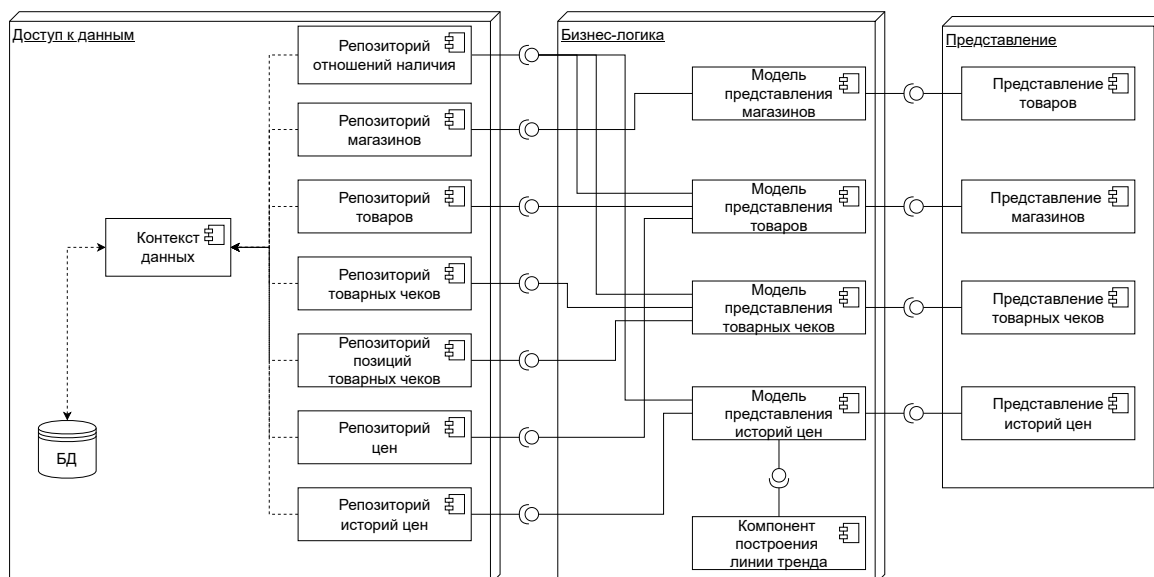 Доступ к данным
Репозиторий
отношений наличия
Репозиторий
магазинов
Репозиторий
товаров
Контекст
данных
Репозиторий
товарных чеков
Репозиторий
позиций
товарных чеков
Репозиторий
цен
Репозиторий
историй цен
БД
Бизнес-логика
Модель
представления
магазинов
Модель
представления
товаров
Модель
представления
товарных чеков
Модель
представления
историй цен
Компонент
построения
линии тренда
Представление
Представление
товаров
Представление
магазинов
Представление
товарных чеков
Представление
историй цен